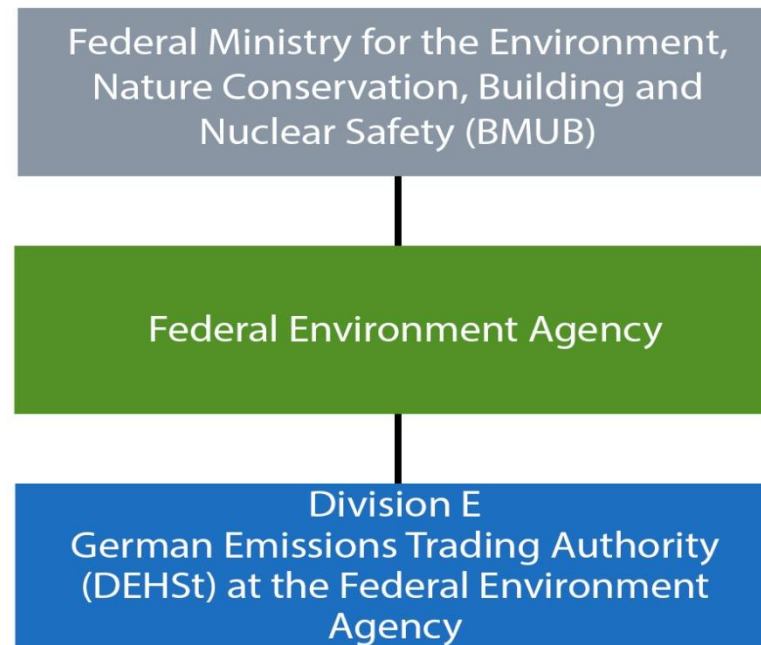 Federal Ministry for the Environment,
Nature Conservation, Building and
Nuclear Safety (BMUB)
Federal Environment Agency
Division E
German Emissions Trading Authority
(DEHSt) at the Federal Environment
Agency